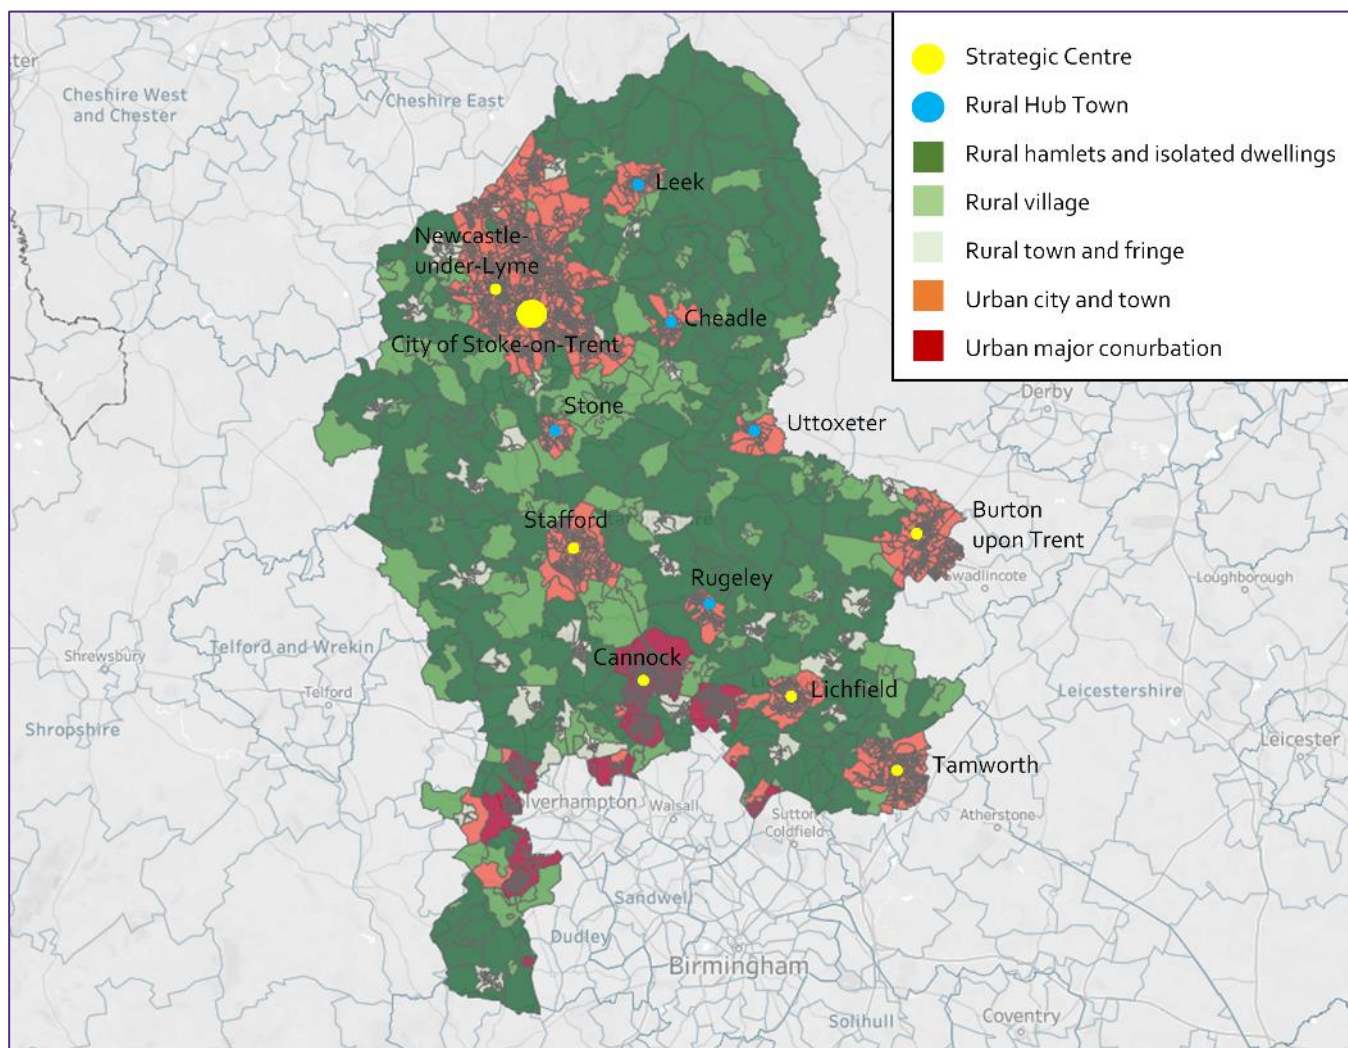 Strategic Centre
Rural Hub Town
Rural hamlets and isolated dwellings
Rural village
Rural town and fringe
Urban city and town
Urban major conurbation
Cheshire West
and Chester
Cheshire East
Leek
Newcastle-
under-Lyme
Cheadle
City of Stoke-on-Trent
Derby
Stone
Uttoxeter
Stafford
Burton
upon Trent
Loughborough
Rugeley
Telford and Wrekin
Shrewsbury
Cannock
Telford
Lichfield
Leicestershire
Shropshire
Leicester
Tamworth
olverhampton
Walsall
Sutton
Coldfield
Atherstone
Sandwell
Dudley
Birmingham
Solihull
Coventry